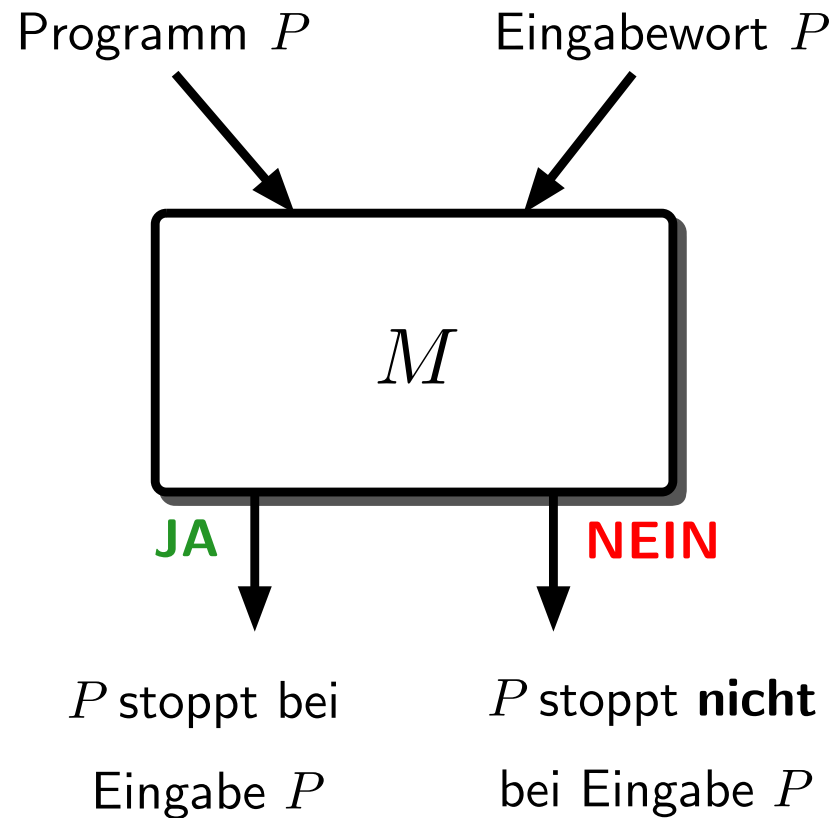 Programm P
Eingabewort P
M
JA
NEIN
P stoppt bei
Eingabe P
P stoppt nicht
bei Eingabe P